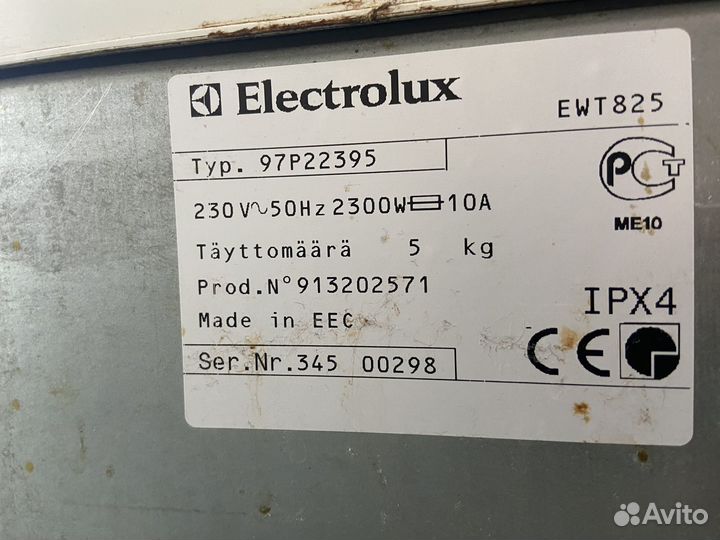 Electrolux
EWT825
Typ. 97P22395
PCT
ME10
230V~50Hz 2300W 10A
Täyttomäärä 5 kg
Prod.N°913202571
Made in EEC
IPX4
CE
Ser.Nr.345 00298
Avito